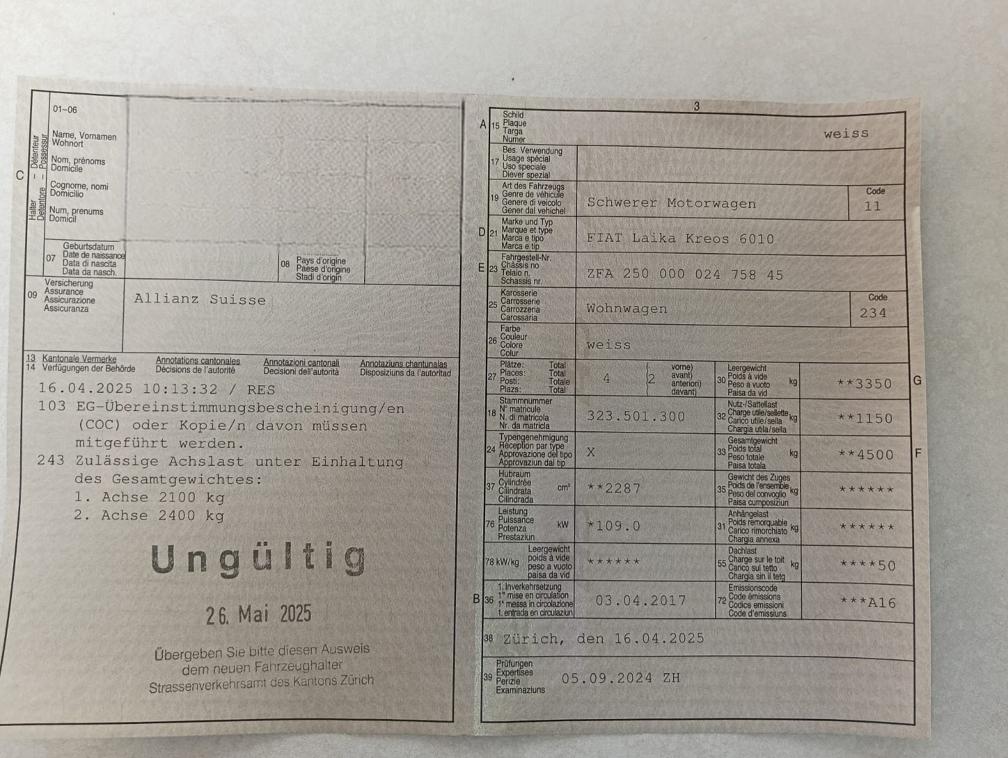 01-06
C
Halter – Détenteur
Detentore – Possessur
Name, Vornamen
Wohnort
Nom, prénoms
Domicile
Cognome, nomi
Domicilio
Num, prenums
Domicil
07
Geburtsdatum
Date de naissance
Data di nascita
Data da nasch.
08
Pays d'origine
Paese d'origine
Stadi d'origin
09
Versicherung
Assurance
Assicurazione
Assicuranza
Allianz Suisse
13 Kantonale Vermerke Annotations cantonales Annotazioni cantonali Annotaziuns chantunalas
14 Verfügungen der Behörde Décisions de l'autorité Decisioni dell'autorità Disposiziuns da l'autoritad
16.04.2025 10:13:32 / RES
103 EG-Übereinstimmungsbescheinigung/en
(COC) oder Kopie/n davon müssen
mitgeführt werden.
243 Zulässige Achslast unter Einhaltung
des Gesamtgewichtes:
1. Achse 2100 kg
2. Achse 2400 kg
Ungültig
26. Mai 2025
Übergeben Sie bitte diesen Ausweis
dem neuen Fahrzeughalter
Strassenverkehrsamt des Kantons Zürich
3
A 15
Schild
Plaque
Targa
Numer
weiss
17
Bes. Verwendung
Usage spécial
Uso speciale
Diever spezial
19
Art des Fahrzeugs
Genre de véhicule
Genere di veicolo
Gener dal vehichel
Schwerer Motorwagen
Code
11
D 21
Marke und Typ
Marque et type
Marca e tipo
Marca e tip
FIAT Laika Kreos 6010
E 23
Fahrgestell-Nr.
Châssis no
Telaio n.
Schassis nr.
ZFA 250 000 024 758 45
25
Karosserie
Carrosserie
Carrozzeria
Carossaria
Wohnwagen
Code
234
26
Farbe
Couleur
Colore
Colur
weiss
27
Plätze: Total
Places: Total
Posti: Totale
Plazs: Total
4
(2
vorne)
avant)
anteriori)
davant)
30
Leergewicht
Poids à vide
Peso a vuoto
Paisa da vid
kg
**3350
G
18
Stammnummer
N° matricule
N. di matricola
Nr. da matricla
323.501.300
32
Nutz-/Sattellast
Charge utile/sellette
Carico utile/sella
Chargia utila/sella
kg
**1150
24
Typengenehmigung
Réception par type
Approvazione del tipo
Approvaziun dal tip
X
33
Gesamtgewicht
Poids total
Peso totale
Paisa totala
kg
**4500
F
37
Hubraum
Cylindrée
Cilindrata
Cilindrada
cm³
**2287
35
Gewicht des Zuges
Poids de l'ensemble
Peso del convoglio
Paisa cumposiziun
kg
******
76
Leistung
Puissance
Potenza
Prestaziun
kW
*109.0
31
Anhängelast
Poids remorquable
Carico rimorchiato
Chargia annexa
kg
******
78 kW/kg
Leergewicht
poids à vide
peso a vuoto
paisa da vid
******
55
Dachlast
Charge sur le toit
Carico sul tetto
Chargia sin il tetg
kg
****50
B 36
1. Inverkehrsetzung
1re mise en circulation
1a messa in circolazione
1. entrada en circulaziun
03.04.2017
72
Emissionscode
Code émissions
Codice emissioni
Code d'emissiuns
***A16
38 Zürich, den 16.04.2025
39
Prüfungen
Expertises
Perizie
Examinaziuns
05.09.2024 ZH